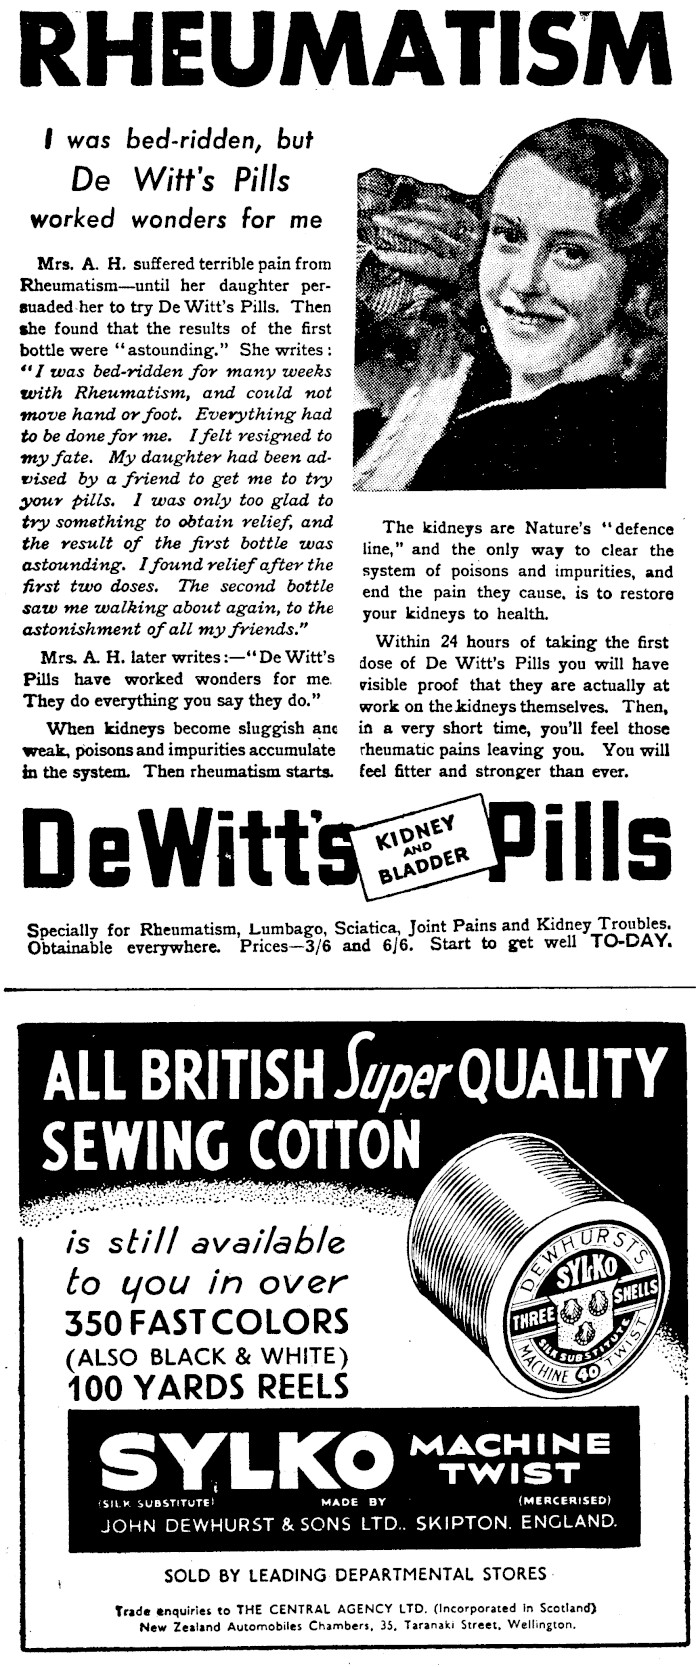 RHEUMATISM
I was bed-ridden, but
De Witt's Pills
worked wonders for me
Mrs. A. H. suffered terrible pain from
Rheumatism—until her daughter per-
suaded her to try De Witt's Pills. Then
she found that the results of the first
bottle were "astounding." She writes:
"I was bed-ridden for many weeks
with Rheumatism, and could not
move hand or foot. Everything had
to be done for me. I felt resigned to
my fate. My daughter had been ad-
vised by a friend to get me to try
your pills. I was only too glad to
try something to obtain relief, and
the result of the first bottle was
astounding. I found relief after the
first two doses. The second bottle
saw me walking about again, to the
astonishment of all my friends."
Mrs. A. H. later writes:—"De Witt's
Pills have worked wonders for me.
They do everything you say they do."
When kidneys become sluggish and
weak, poisons and impurities accumulate
in the system. Then rheumatism starts.
The kidneys are Nature's "defence
line," and the only way to clear the
system of poisons and impurities, and
end the pain they cause, is to restore
your kidneys to health.
Within 24 hours of taking the first
dose of De Witt's Pills you will have
visible proof that they are actually at
work on the kidneys themselves. Then,
in a very short time, you'll feel those
rheumatic pains leaving you. You will
feel fitter and stronger than ever.
De Witt's KIDNEY AND BLADDER Pills
Specially for Rheumatism, Lumbago, Sciatica, Joint Pains and Kidney Troubles.
Obtainable everywhere. Prices—3/6 and 6/6. Start to get well TO-DAY.
ALL BRITISH Super QUALITY
SEWING COTTON
is still available
to you in over
350 FAST COLORS
(ALSO BLACK & WHITE)
100 YARDS REELS
DEWHURST'S
SYLKO
THREE SHELLS
SILK SUBSTITUTE
MACHINE 40 TWIST
SYLKO MACHINE
TWIST
(SILK SUBSTITUTE) MADE BY (MERCERISED)
JOHN DEWHURST & SONS LTD., SKIPTON. ENGLAND.
SOLD BY LEADING DEPARTMENTAL STORES
Trade enquiries to THE CENTRAL AGENCY LTD. (Incorporated in Scotland)
New Zealand Automobiles Chambers, 35, Taranaki Street, Wellington.